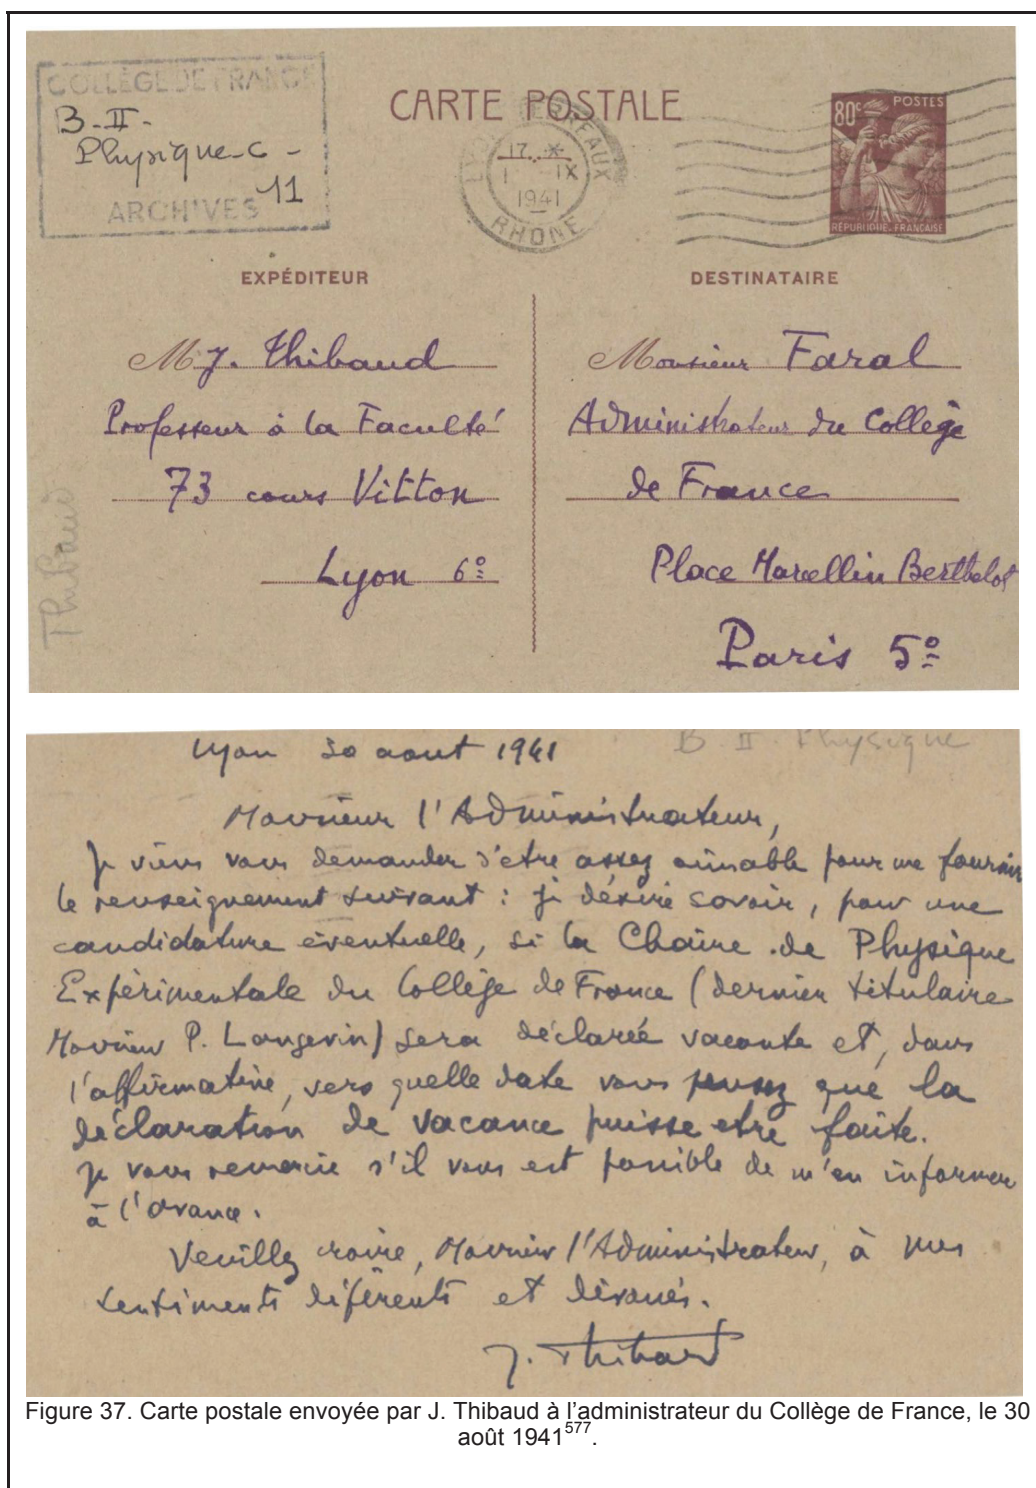 COLLÈGE DE FRANCE
B-II-
Physique-C-
11
ARCHIVES
CARTE POSTALE
17 *
1 -IX
1941
RHONE
80c POSTES
RÉPUBLIQUE FRANÇAISE
EXPÉDITEUR
M J. Thibaud
Professeur à la Faculté
73 cours Vitton
Lyon 6e
Thibaud
DESTINATAIRE
Monsieur Faral
Administrateur du Collège
de France
Place Marcellin Berthelot
Paris 5e
Lyon 30 aout 1941
B II Physique
Monsieur l'Administrateur,
Je viens vous demander d'etre assez aimable pour me fournir
le renseignement suivant : je désire savoir, pour une
candidature éventuelle, si la Chaire de Physique
Expérimentale du Collège de France (dernier titulaire
Monsieur P. Langevin) sera déclarée vacante et, dans
l'affirmative, vers quelle date vous pensez que la
déclaration de vacance puisse etre faite.
Je vous remercie s'il vous est possible de m'en informer
à l'avance.
Veuillez croire, Monsieur l'Administrateur, à mes
sentiments déférents et dévoués.
J. Thibaud
Figure 37. Carte postale envoyée par J. Thibaud à l'administrateur du Collège de France, le 30
août 1941577.